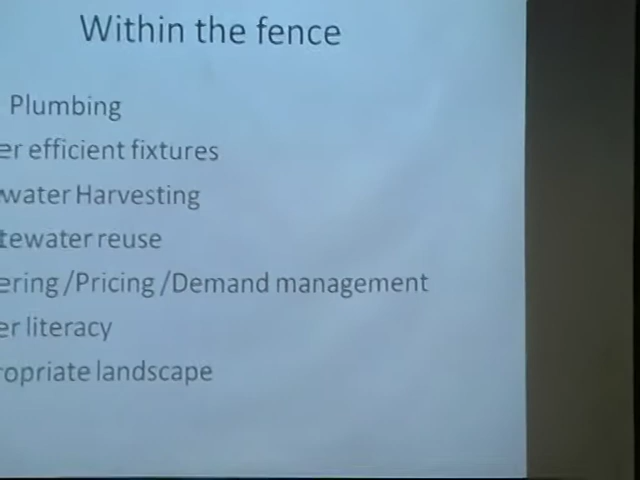 Within the fence
Plumbing
er efficient fixtures
water Harvesting
tewater reuse
ering /Pricing /Demand management
er literacy
ropriate landscape